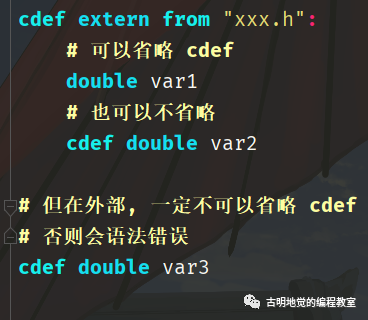 cdef extern from "xxx.h":
# 可以省略 cdef
double var1
# 也可以不省略
cdef double var2
# 但在外部，一定不可以省略 cdef
# 否则会语法错误
cdef double var3
古明地觉的编程教室